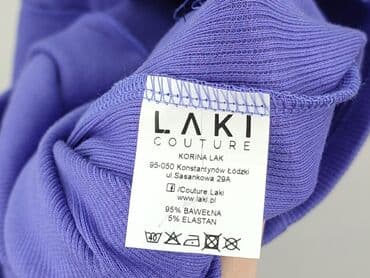 LAKI
COUTURE
KORINA LAK
95-050 Konstantynów Łódzki
ul.Sasankowa 29A
f /Couture.Laki
www.laki.pl
95% BAWEŁNA
5% ELASTAN
40